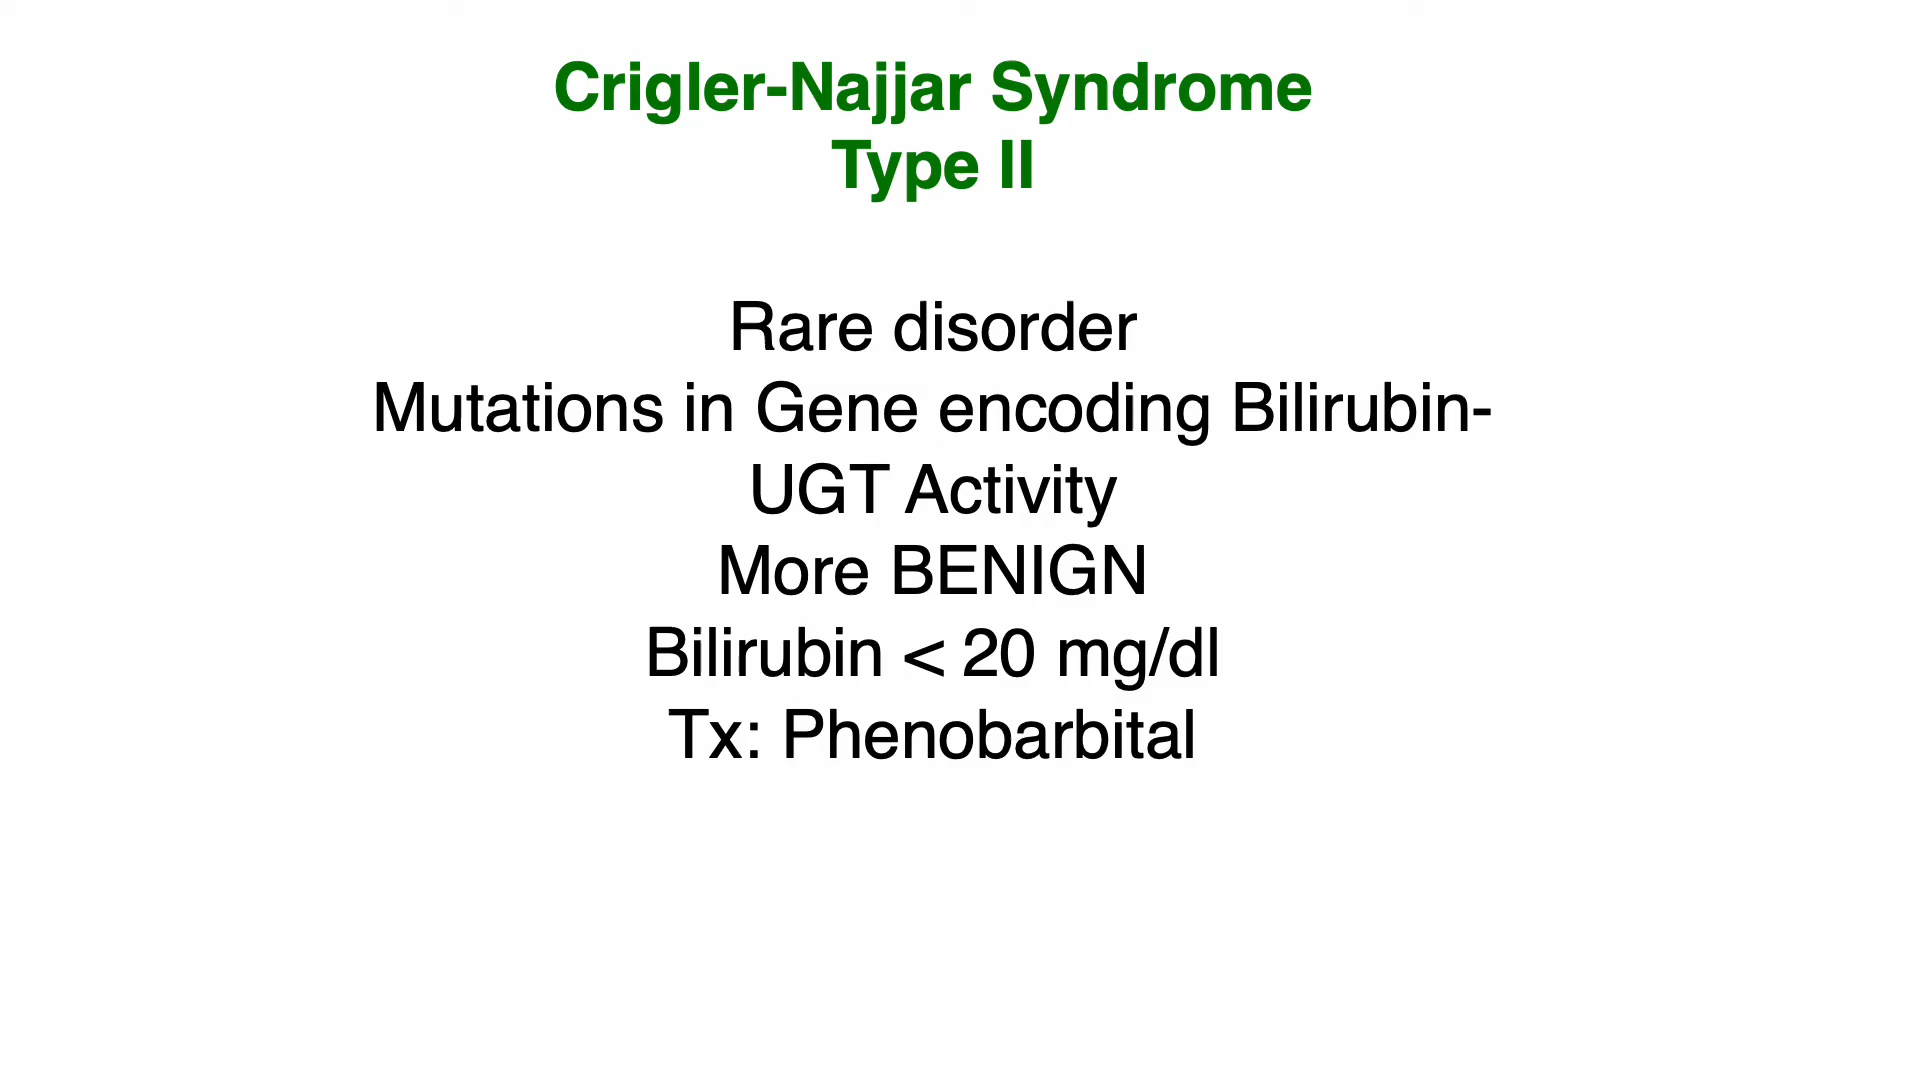 Crigler-Najjar Syndrome
Type II
Rare disorder
Mutations in Gene encoding Bilirubin-
UGT Activity
More BENIGN
Bilirubin < 20 mg/dl
Tx: Phenobarbital